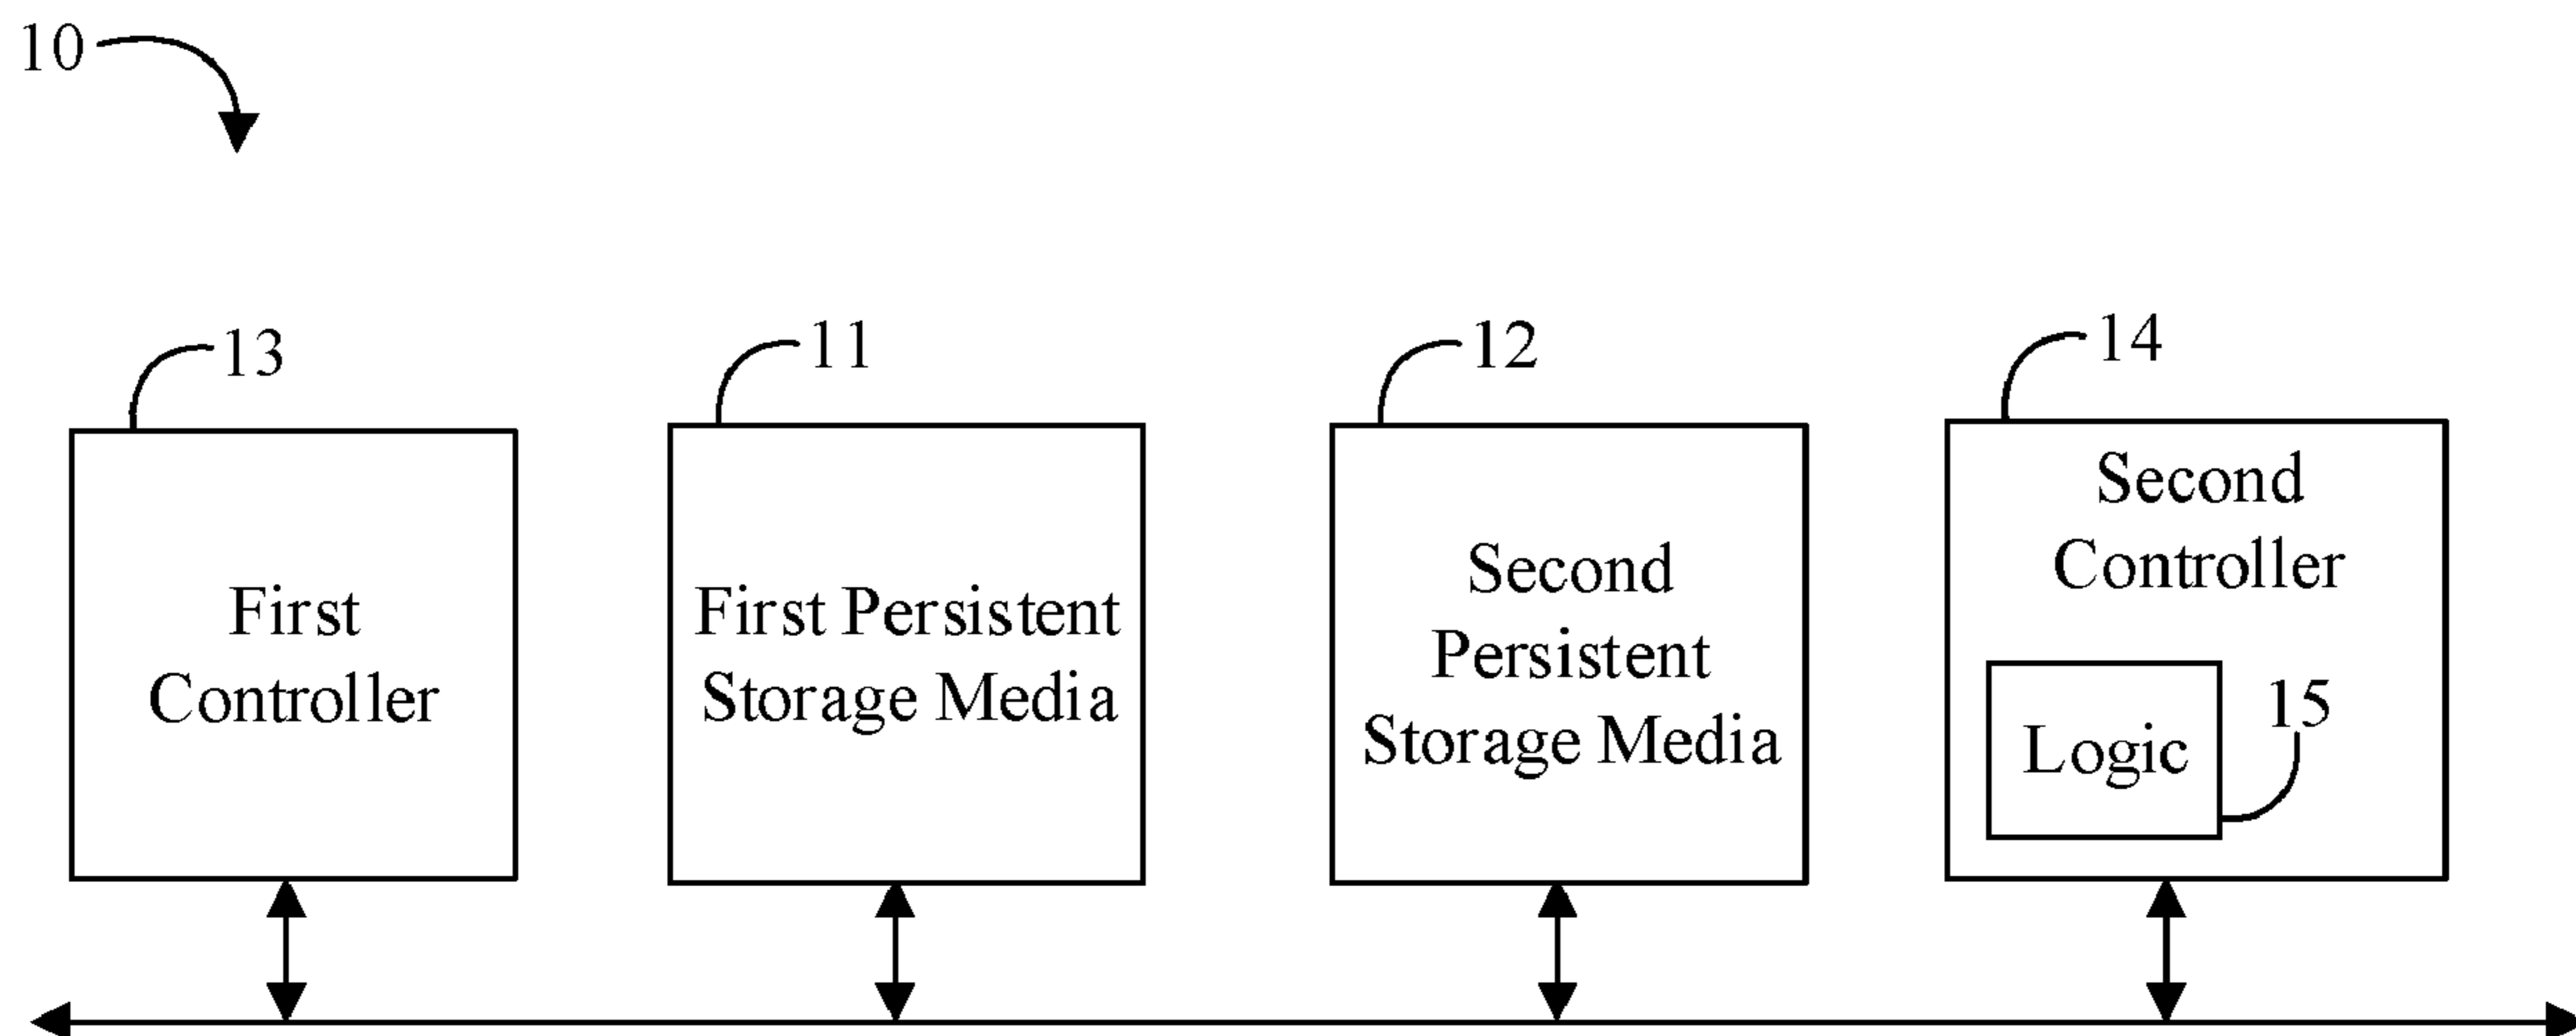 10
13
11
12
14
First
Controller
First Persistent
Storage Media
Second
Persistent
Storage Media
Second
Controller
Logic
15